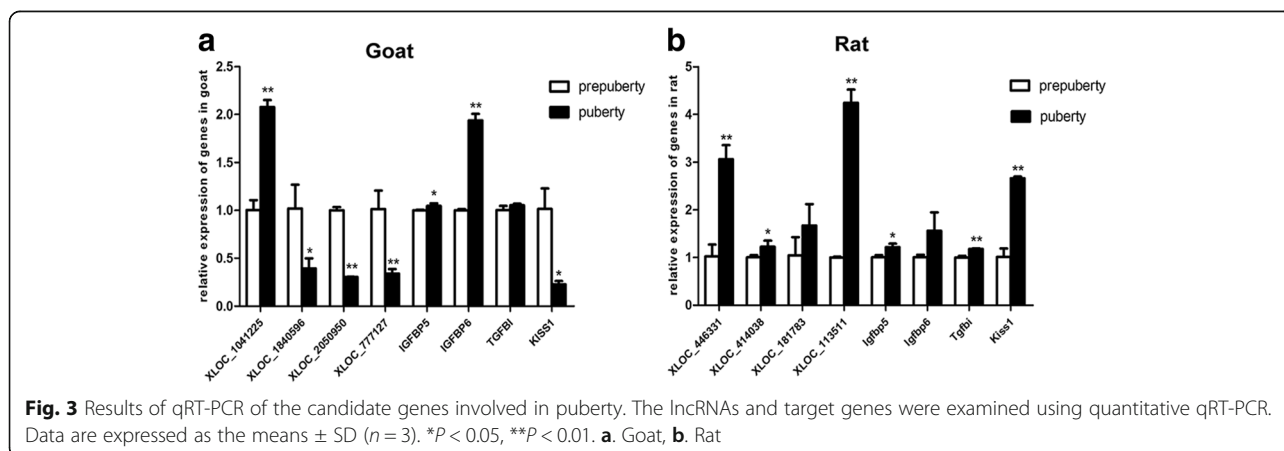 a
Goat
relative expression of genes in goat
2.5
2.0
1.5
1.0
0.5
0.0
prepuberty
puberty
**
*
**
**
*
**
*
XLOC_1041225
XLOC_1840596
XLOC_2050950
XLOC_777127
IGFBP5
IGFBP6
TGFBI
KISS1
b
Rat
relative expression of genes in rat
5
4
3
2
1
0
prepuberty
puberty
**
*
**
*
**
**
XLOC_446331
XLOC_414038
XLOC_181783
XLOC_113511
Igfbp5
Igfbp6
Tgfbi
Kiss1
Fig. 3 Results of qRT-PCR of the candidate genes involved in puberty. The lncRNAs and target genes were examined using quantitative qRT-PCR.
Data are expressed as the means ± SD (n = 3). *P < 0.05, **P < 0.01. a. Goat, b. Rat